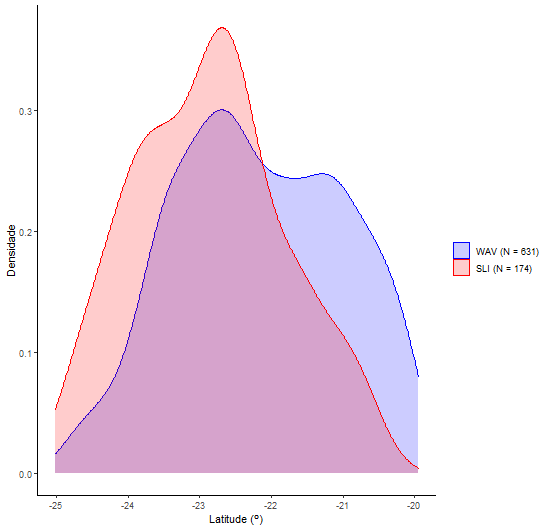 Densidade
0.3
0.2
0.1
0.0
-25 -24 -23 -22 -21 -20
Latitude (º)
WAV (N = 631)
SLI (N = 174)